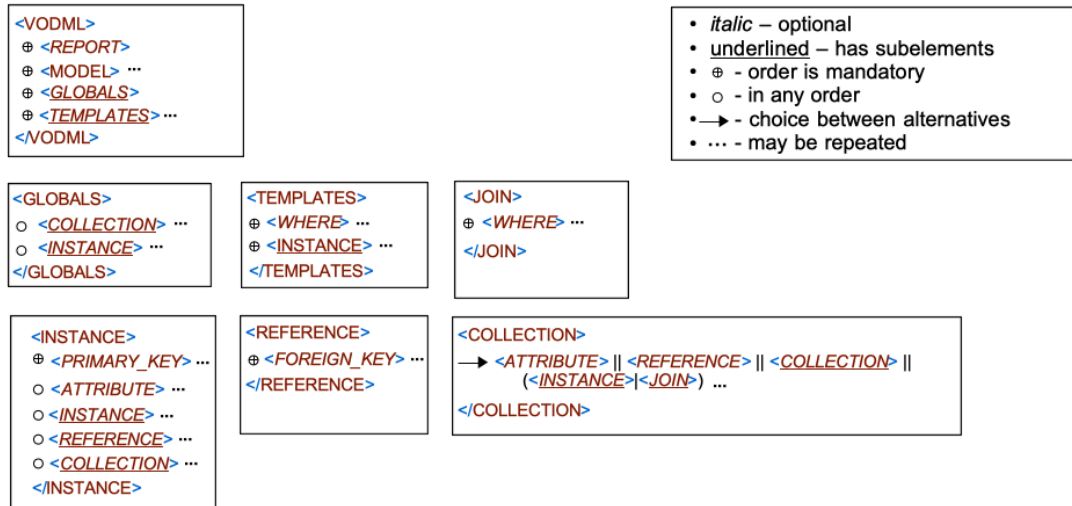 <VODML>
⊕ <REPORT>
⊕ <MODEL> ...
⊕ <GLOBALS>
⊕ <TEMPLATES> ...
</VODML>
• italic – optional
• underlined – has subelements
• ⊕ - order is mandatory
• ○ - in any order
• → - choice between alternatives
• ... - may be repeated
<GLOBALS>
○ <COLLECTION> ...
○ <INSTANCE> ...
</GLOBALS>
<TEMPLATES>
⊕ <WHERE> ...
⊕ <INSTANCE> ...
</TEMPLATES>
<JOIN>
⊕ <WHERE> ...
</JOIN>
<INSTANCE>
⊕ <PRIMARY_KEY> ...
○ <ATTRIBUTE> ...
○ <INSTANCE> ...
○ <REFERENCE> ...
○ <COLLECTION> ...
</INSTANCE>
<REFERENCE>
⊕ <FOREIGN_KEY> ...
</REFERENCE>
<COLLECTION>
→ <ATTRIBUTE> || <REFERENCE> || <COLLECTION> ||
(<INSTANCE>|<JOIN>) ...
</COLLECTION>